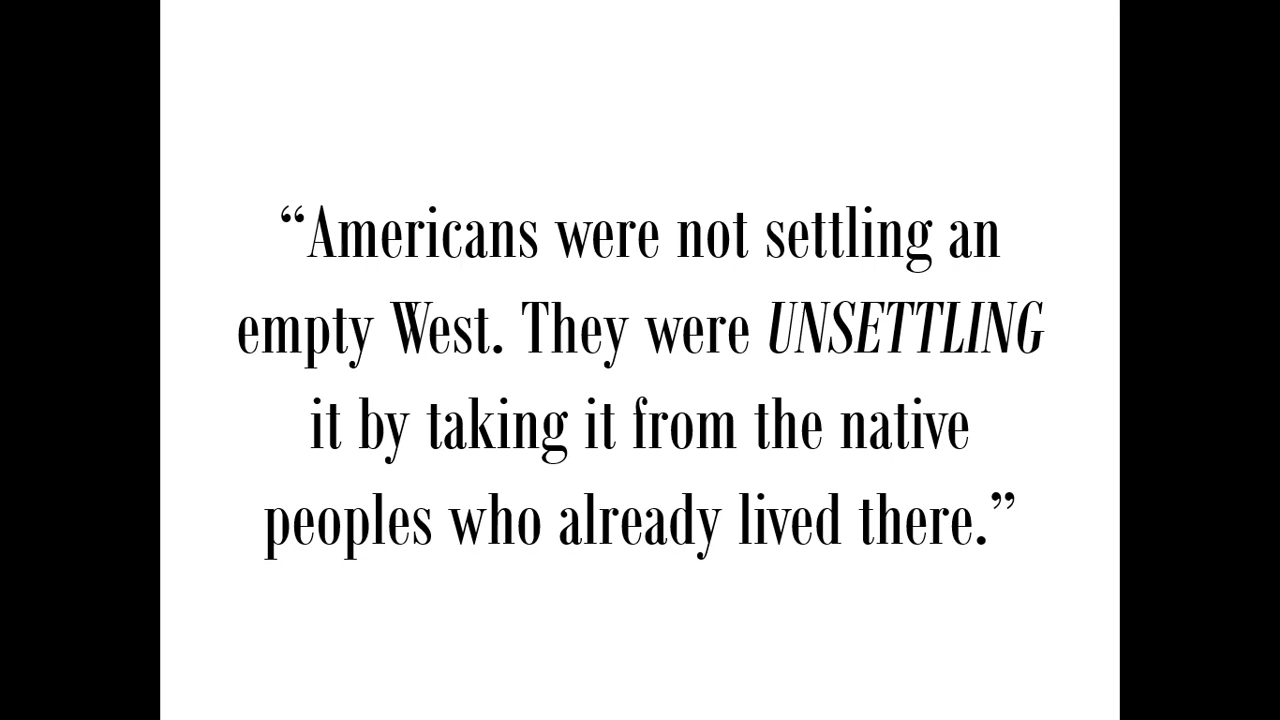 “Americans were not settling an
empty West. They were UNSETTLING
it by taking it from the native
peoples who already lived there.”